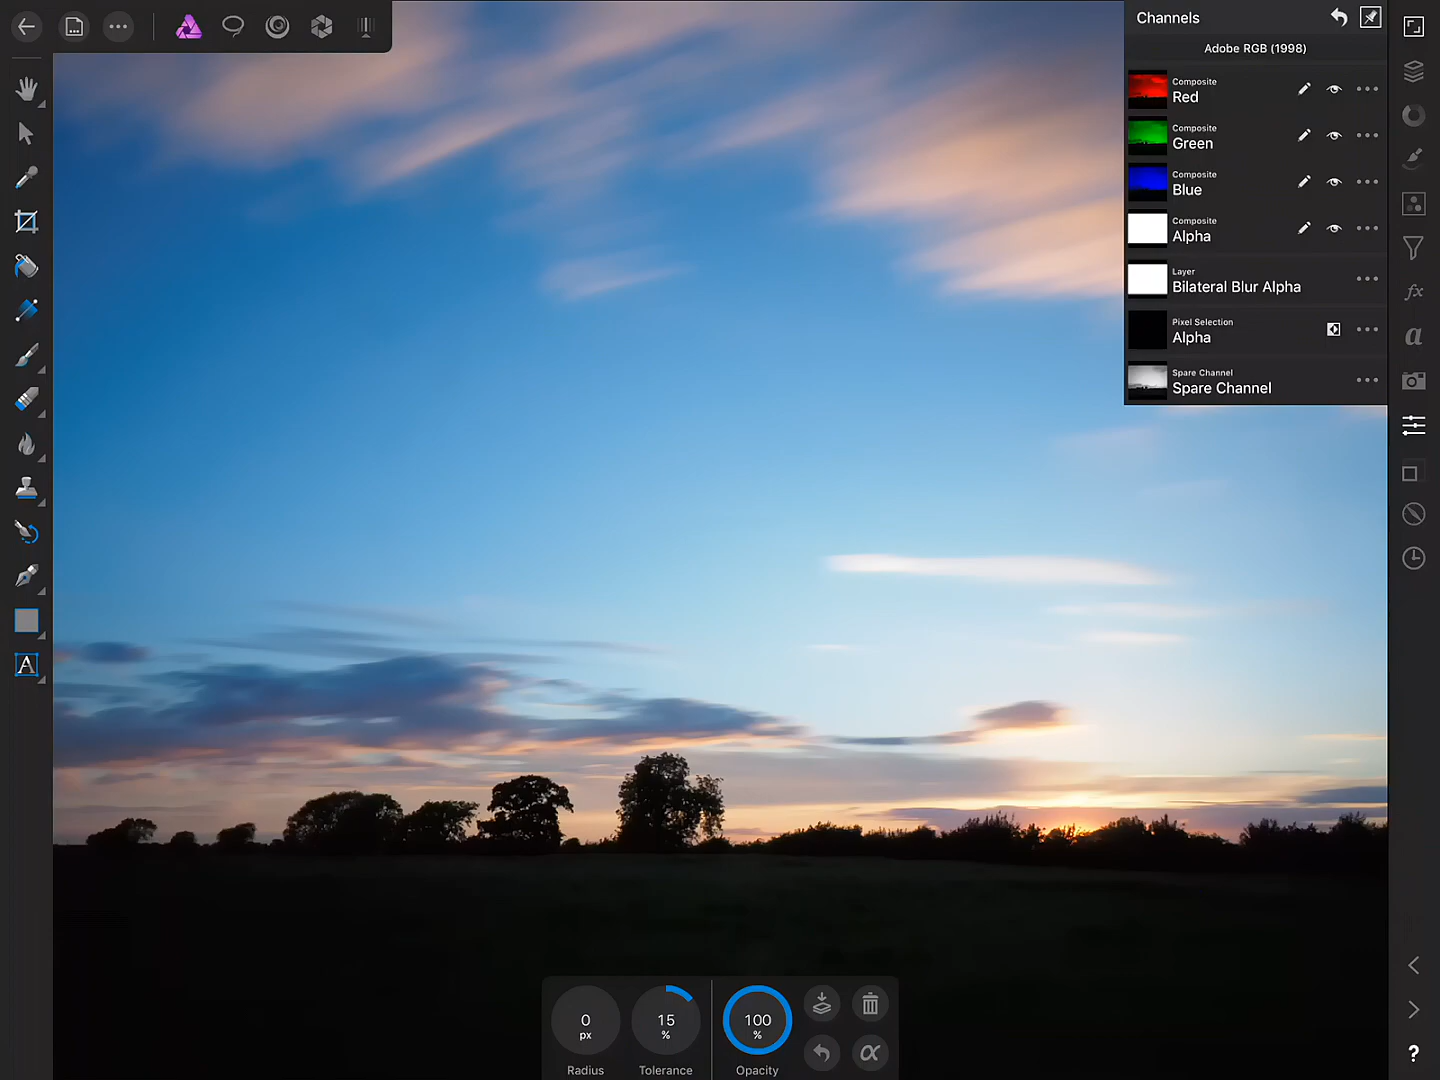 Channels
Adobe RGB (1998)
Composite
Red
Composite
Green
Composite
Blue
Composite
Alpha
Layer
Bilateral Blur Alpha
Pixel Selection
Alpha
Spare Channel
Spare Channel
fx
a
A
?
0
px
Radius
15
%
Tolerance
100
%
Opacity
α